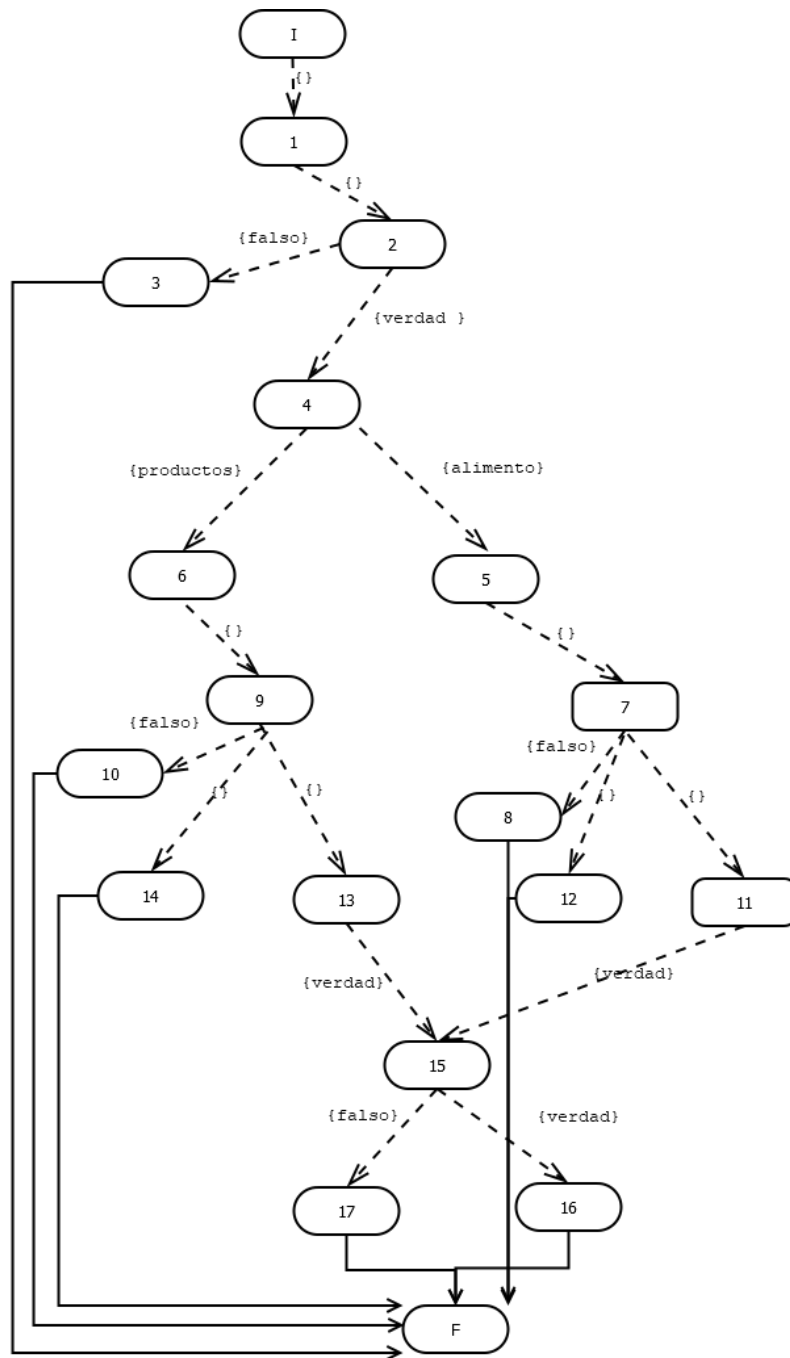 I
{}
1
{}
{falso}
2
3
{verdad }
4
{productos}
{alimento}
6
5
{}
{}
9
7
{falso}
{falso}
10
{}
{}
{}
{}
8
14
13
12
11
{verdad}
{verdad}
15
{falso}
{verdad}
17
16
F